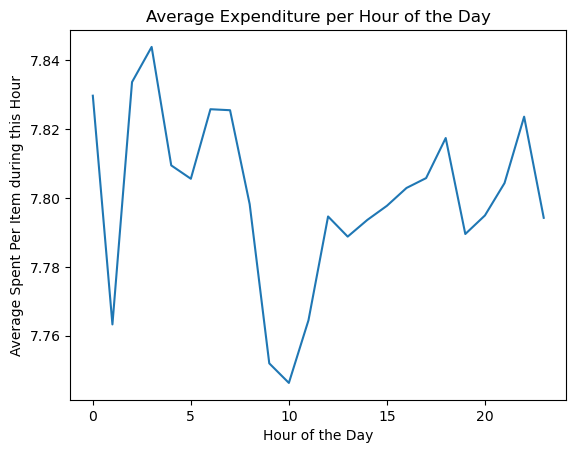 Average Expenditure per Hour of the Day
7.84
7.82
7.80
7.78
7.76
Average Spent Per Item during this Hour
0 5 10 15 20
Hour of the Day